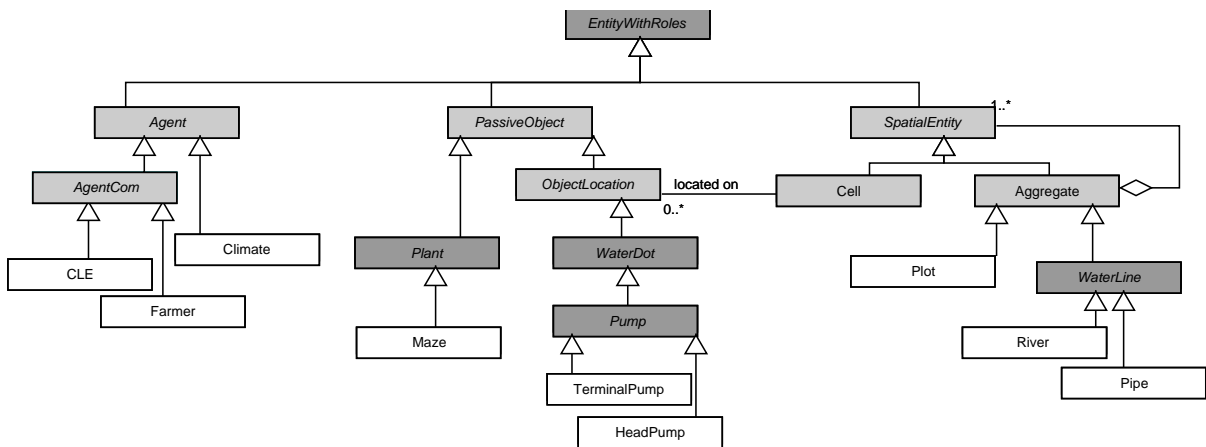 EntityWithRoles
1..*
Agent
PassiveObject
SpatialEntity
AgentCom
ObjectLocation
located on
0..*
Cell
Aggregate
Climate
Plant
WaterDot
CLE
Plot
WaterLine
Farmer
Pump
Maze
River
TerminalPump
Pipe
HeadPump